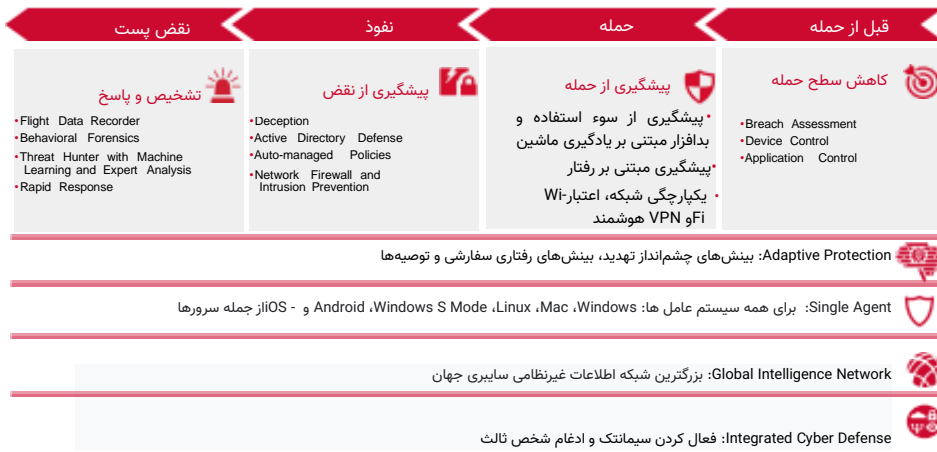 قبل از حمله
حمله
نفوذ
نقض پست
کاهش سطح حمله
•Breach Assessment
•Device Control
•Application Control
پیشگیری از حمله
•پیشگیری از سوء استفاده و
بدافزار مبتنی بر یادگیری ماشین
•پیشگیری مبتنی بر رفتار
• یکپارچگی شبکه، اعتبار-Wi
Fiو VPN هوشمند
پیشگیری از نقض
•Deception
•Active Directory Defense
•Auto-managed Policies
•Network Firewall and
Intrusion Prevention
تشخیص و پاسخ
•Flight Data Recorder
•Behavioral Forensics
•Threat Hunter with Machine
Learning and Expert Analysis
•Rapid Response
Adaptive Protection: بینش‌های چشم‌انداز تهدید، بینش‌های رفتاری سفارشی و توصیه‌ها
Single Agent: برای همه سیستم عامل ها: Windows، Mac، Linux، Windows S Mode، Android و - iOSاز جمله سرورها
Global Intelligence Network: بزرگترین شبکه اطلاعات غیرنظامی سایبری جهان
Integrated Cyber Defense: فعال کردن سیمانتک و ادغام شخص ثالث